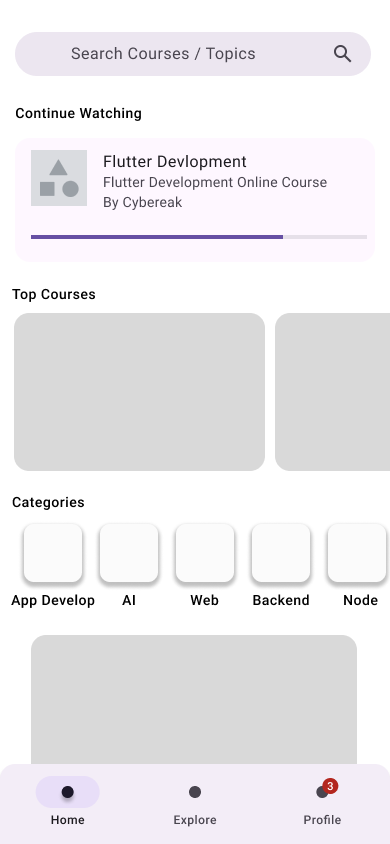 Search Courses / Topics
Continue Watching
Flutter Devlopment
Flutter Development Online Course
By Cybereak
Top Courses
Categories
App Develop AI Web Backend Node
3
Home Explore Profile